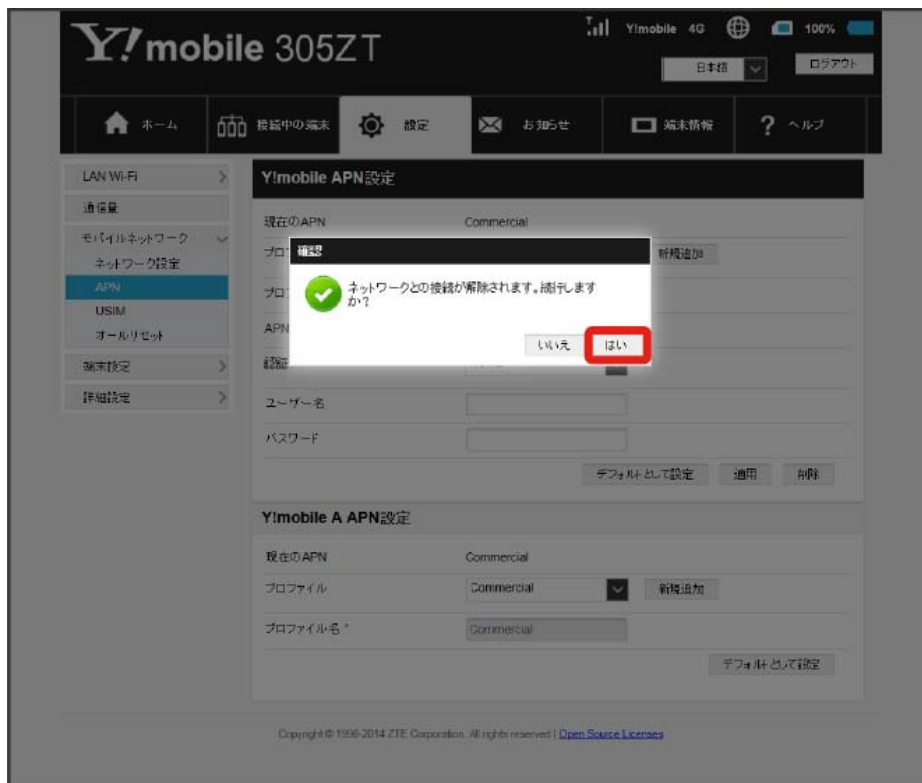 Y!mobile 305ZT
Y!mobile 4G 100%
日本語 ログアウト
ホーム 接続中の端末 設定 お知らせ 端末情報 ? ヘルプ
LAN Wi-Fi
通信量
モバイルネットワーク
ネットワーク設定
APN
USIM
オールリセット
端末設定
詳細設定
Y!mobile APN設定
現在のAPN Commercial
プロ 新規追加
確認
ネットワークとの接続が解除されます。続行します
か?
いいえ はい
プロ
APN
認証
ユーザー名
パスワード
デフォルトとして設定 適用 削除
Y!mobile A APN設定
現在のAPN Commercial
プロファイル Commercial 新規追加
プロファイル名 * Commercial
デフォルトとして設定
Copyright © 1998-2014 ZTE Corporation. All rights reserved | Open Source Licenses